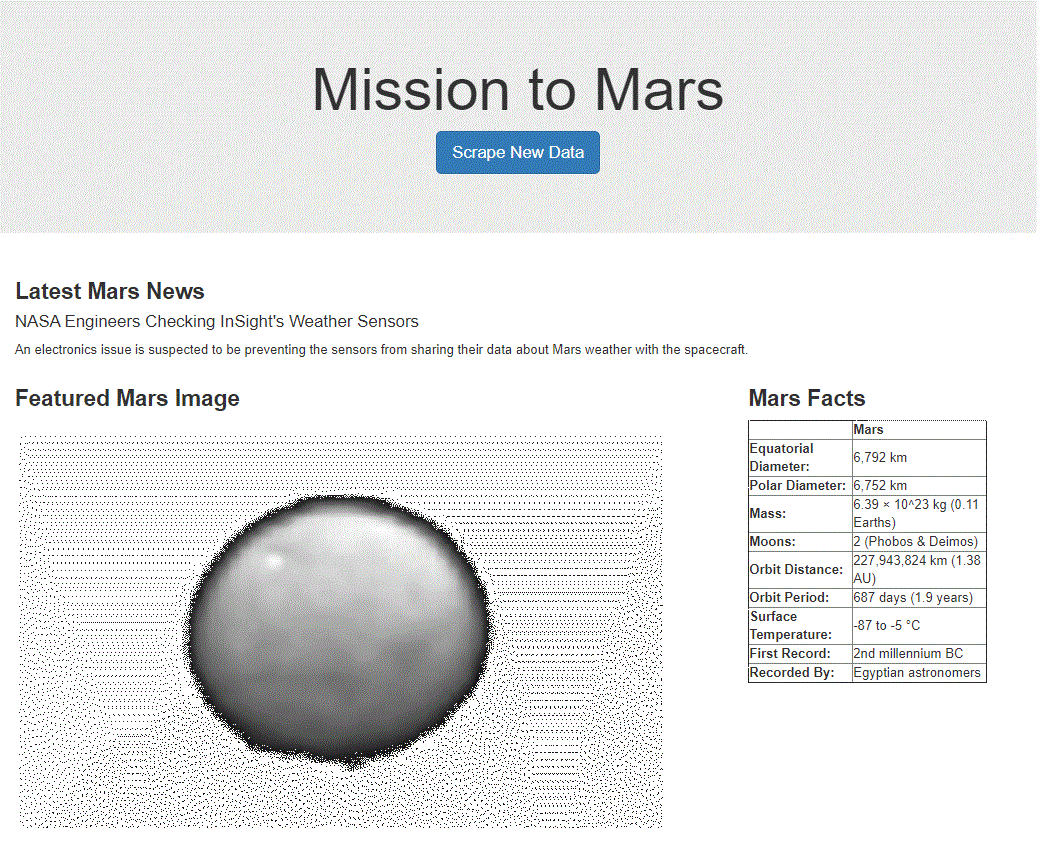 Mission to Mars
Scrape New Data
Latest Mars News
NASA Engineers Checking InSight's Weather Sensors
An electronics issue is suspected to be preventing the sensors from sharing their data about Mars weather with the spacecraft.
Featured Mars Image
Mars Facts
Mars
Equatorial
Diameter:
6,792 km
Polar Diameter: 6,752 km
Mass:
6.39 × 10^23 kg (0.11
Earths)
Moons: 2 (Phobos & Deimos)
Orbit Distance:
227,943,824 km (1.38
AU)
Orbit Period: 687 days (1.9 years)
Surface
Temperature:
-87 to -5 °C
First Record: 2nd millennium BC
Recorded By: Egyptian astronomers